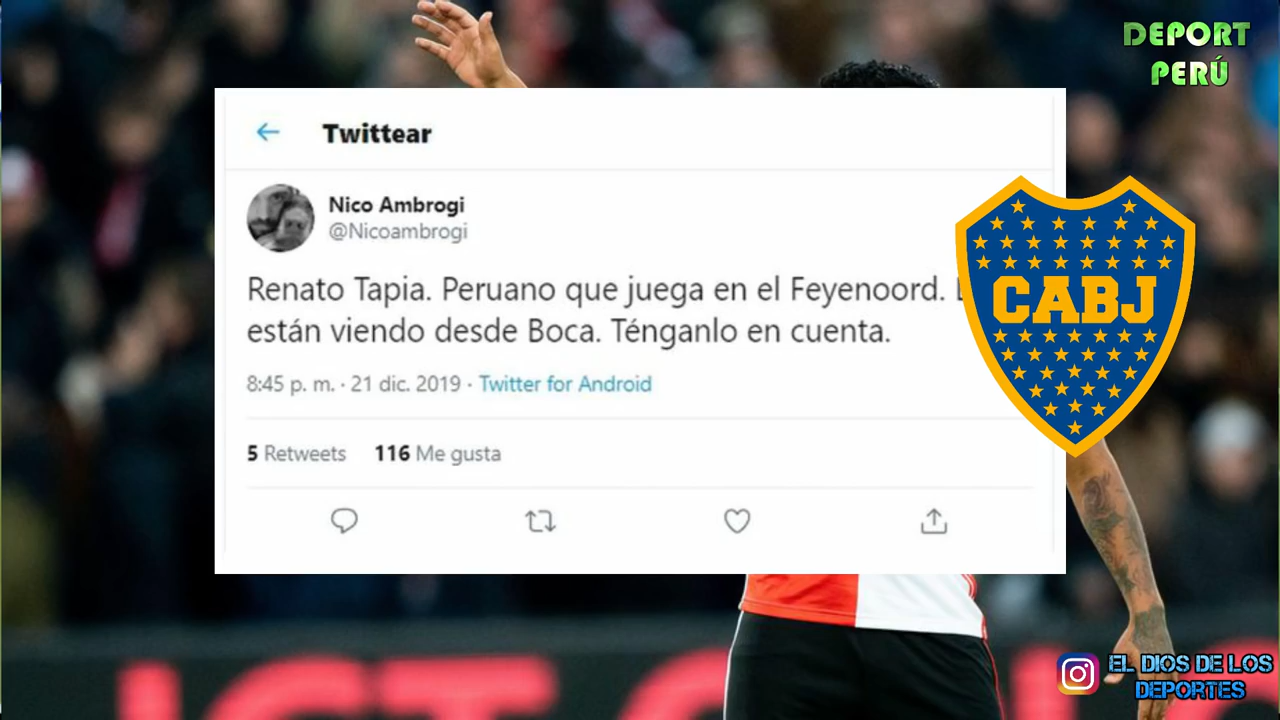 DEPORT
PERÚ
Twittear
Nico Ambrogi
@Nicoambrogi
Renato Tapia. Peruano que juega en el Feyenoord.
están viendo desde Boca. Ténganlo en cuenta.
8:45 p. m. · 21 dic. 2019 · Twitter for Android
5 Retweets 116 Me gusta
CABJ
EL DIOS DE LOS
DEPORTES